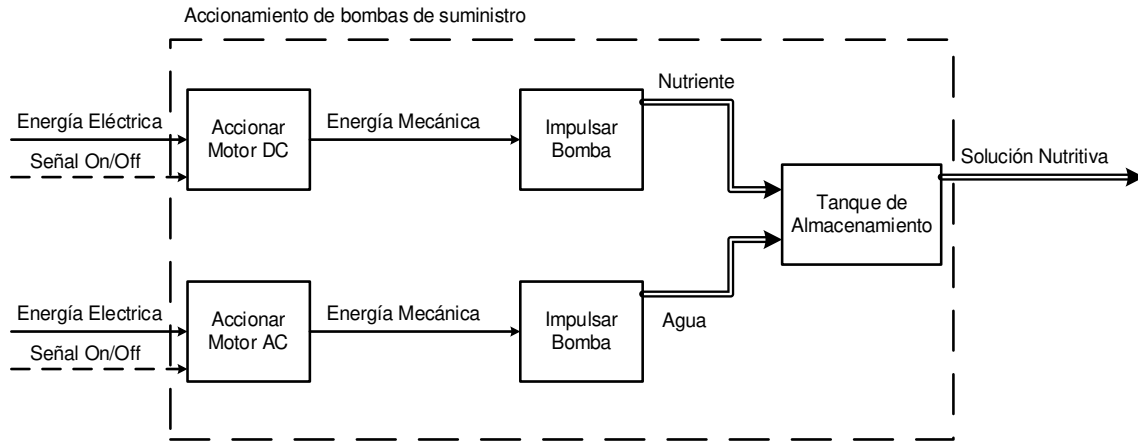 Accionamiento de bombas de suministro
Nutriente
Energía Eléctrica
Señal On/Off
Accionar
Motor DC
Energía Mecánica
Impulsar
Bomba
Solución Nutritiva
Tanque de
Almacenamiento
Energía Electrica
Señal On/Off
Accionar
Motor AC
Energía Mecánica
Impulsar
Bomba
Agua